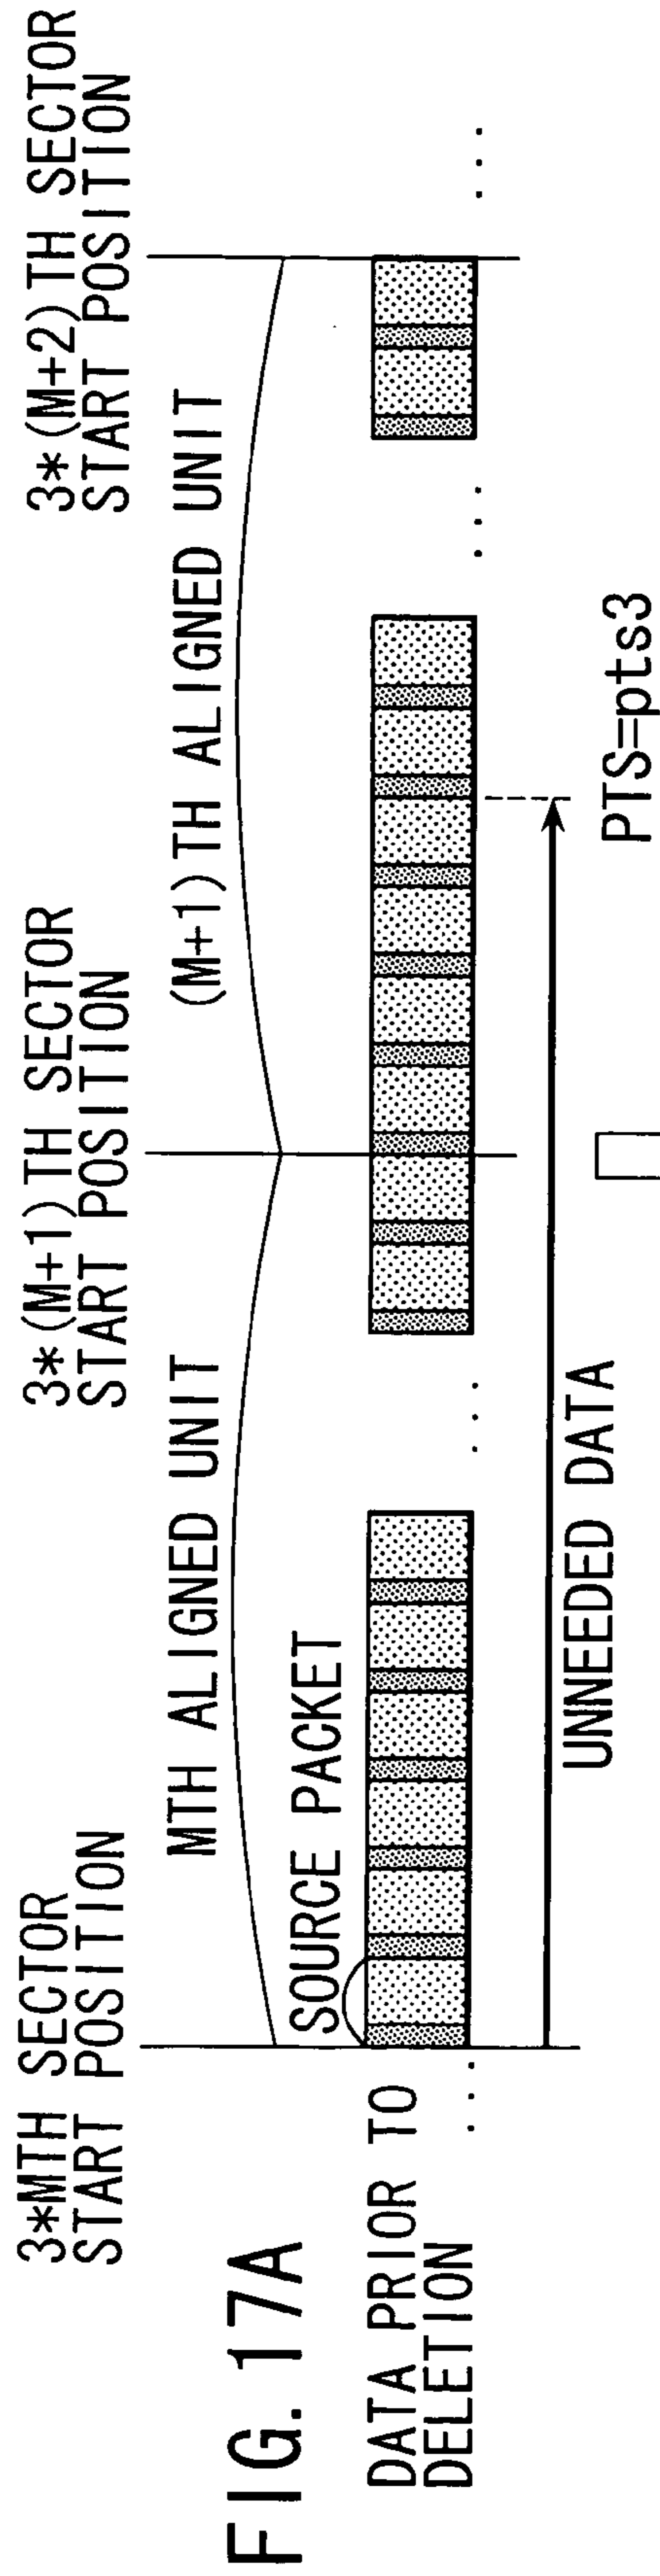 FIG. 17A
3*MTH SECTOR
START POSITION
3*(M+1)TH SECTOR
START POSITION
3*(M+2)TH SECTOR
START POSITION
MTH ALIGNED UNIT
(M+1)TH ALIGNED UNIT
SOURCE PACKET
DATA PRIOR TO
DELETION
...
...
...
...
UNNEEDED DATA
PTS=pts3